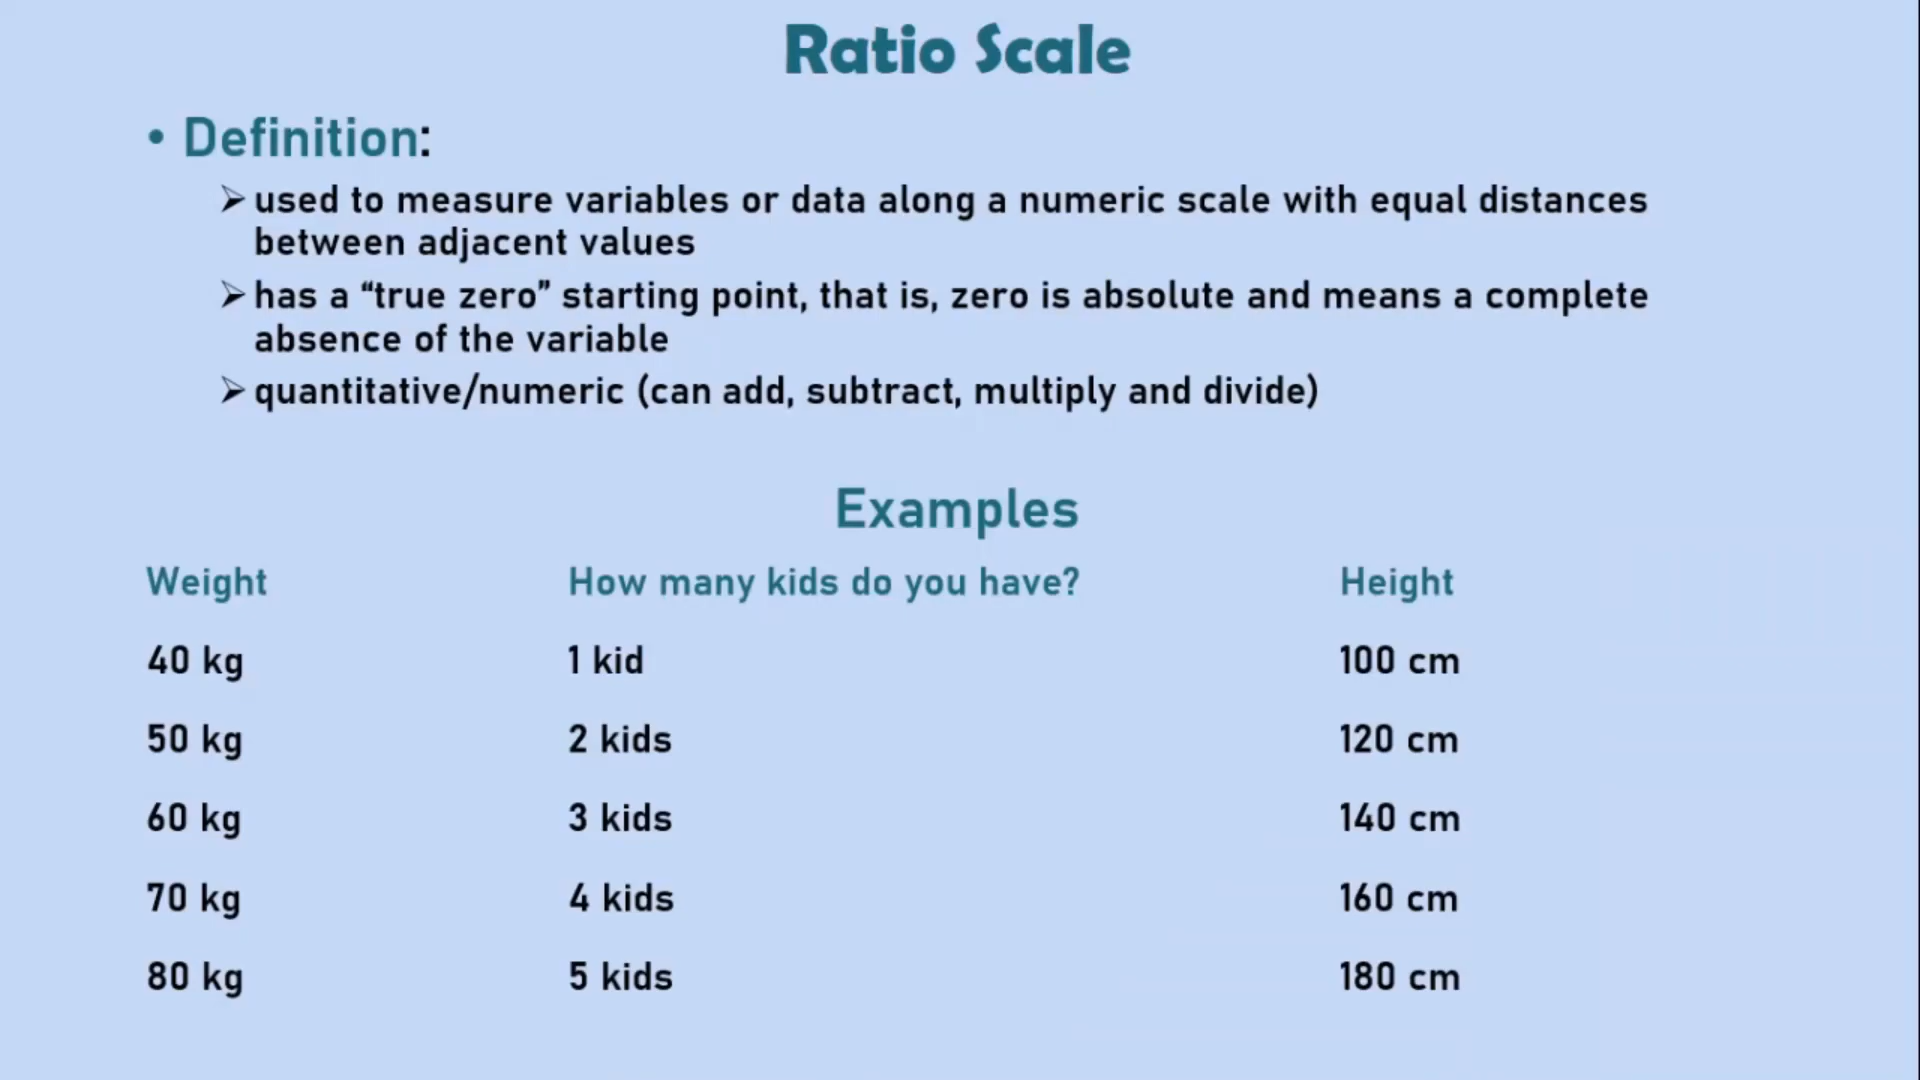 Ratio Scale
• Definition:
➢ used to measure variables or data along a numeric scale with equal distances
between adjacent values
➢ has a “true zero” starting point, that is, zero is absolute and means a complete
absence of the variable
➢ quantitative/numeric (can add, subtract, multiply and divide)
Examples
Weight How many kids do you have? Height
40 kg 1 kid 100 cm
50 kg 2 kids 120 cm
60 kg 3 kids 140 cm
70 kg 4 kids 160 cm
80 kg 5 kids 180 cm